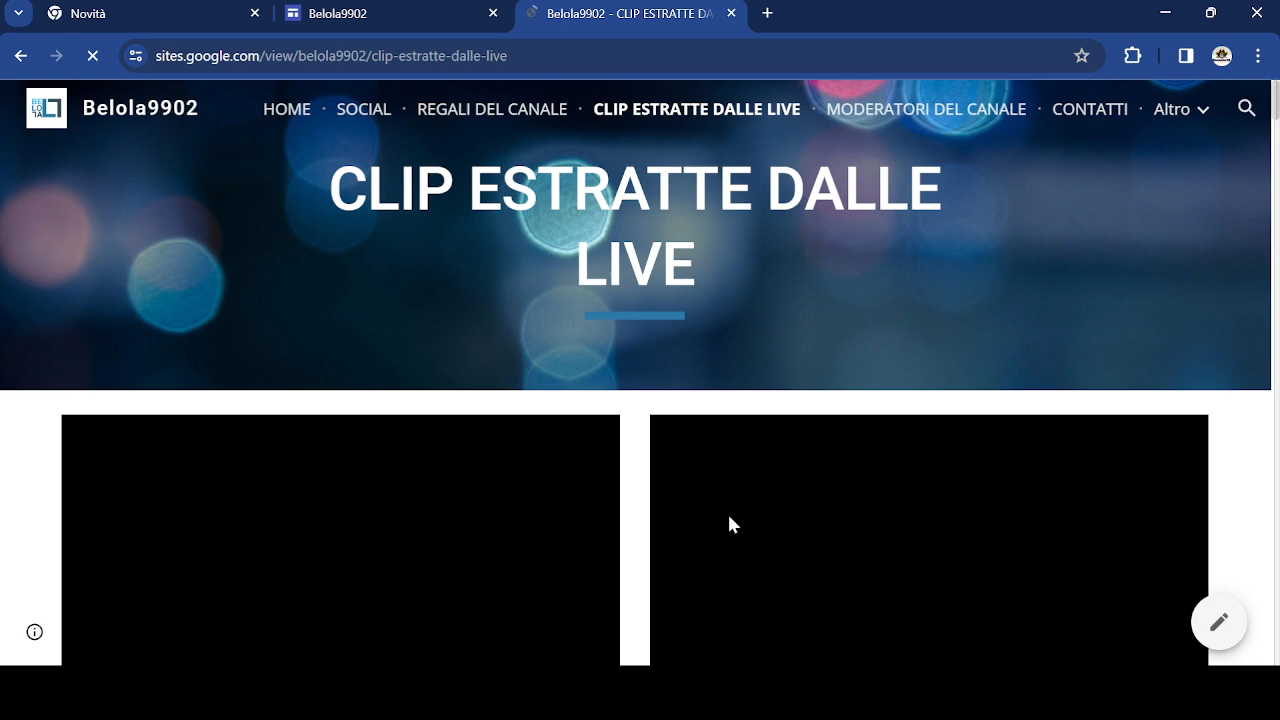 Novità
Belola9902
Belola9902 - CLIP ESTRATTE DA
sites.google.com/view/belola9902/clip-estratte-dalle-live
Belola9902
HOME · SOCIAL · REGALI DEL CANALE · CLIP ESTRATTE DALLE LIVE · MODERATORI DEL CANALE · CONTATTI · Altro
CLIP ESTRATTE DALLE
LIVE